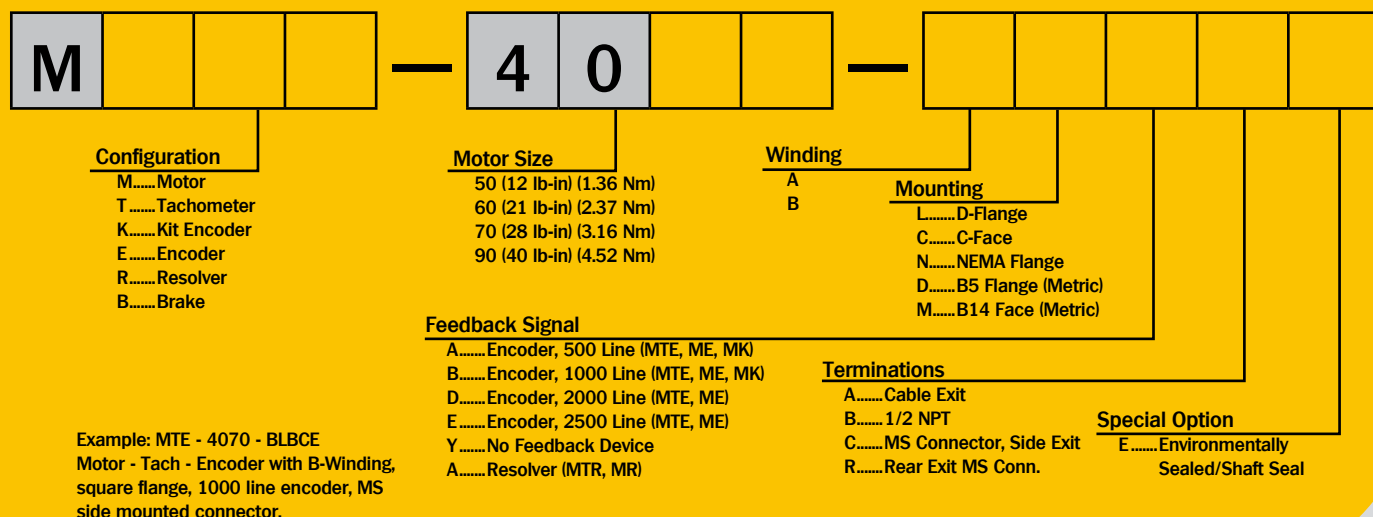 M — 4 0 —
Configuration
M......Motor
T.......Tachometer
K.......Kit Encoder
E.......Encoder
R.......Resolver
B.......Brake
Motor Size
50 (12 lb-in) (1.36 Nm)
60 (21 lb-in) (2.37 Nm)
70 (28 lb-in) (3.16 Nm)
90 (40 lb-in) (4.52 Nm)
Winding
A
B
Mounting
L.......D-Flange
C.......C-Face
N.......NEMA Flange
D.......B5 Flange (Metric)
M.......B14 Face (Metric)
Feedback Signal
A.......Encoder, 500 Line (MTE, ME, MK)
B.......Encoder, 1000 Line (MTE, ME, MK)
D.......Encoder, 2000 Line (MTE, ME)
E.......Encoder, 2500 Line (MTE, ME)
Y.......No Feedback Device
A.......Resolver (MTR, MR)
Terminations
A.......Cable Exit
B.......1/2 NPT
C.......MS Connector, Side Exit
R.......Rear Exit MS Conn.
Special Option
E.......Environmentally
Sealed/Shaft Seal
Example: MTE - 4070 - BLBCE
Motor - Tach - Encoder with B-Winding,
square flange, 1000 line encoder, MS
side mounted connector.